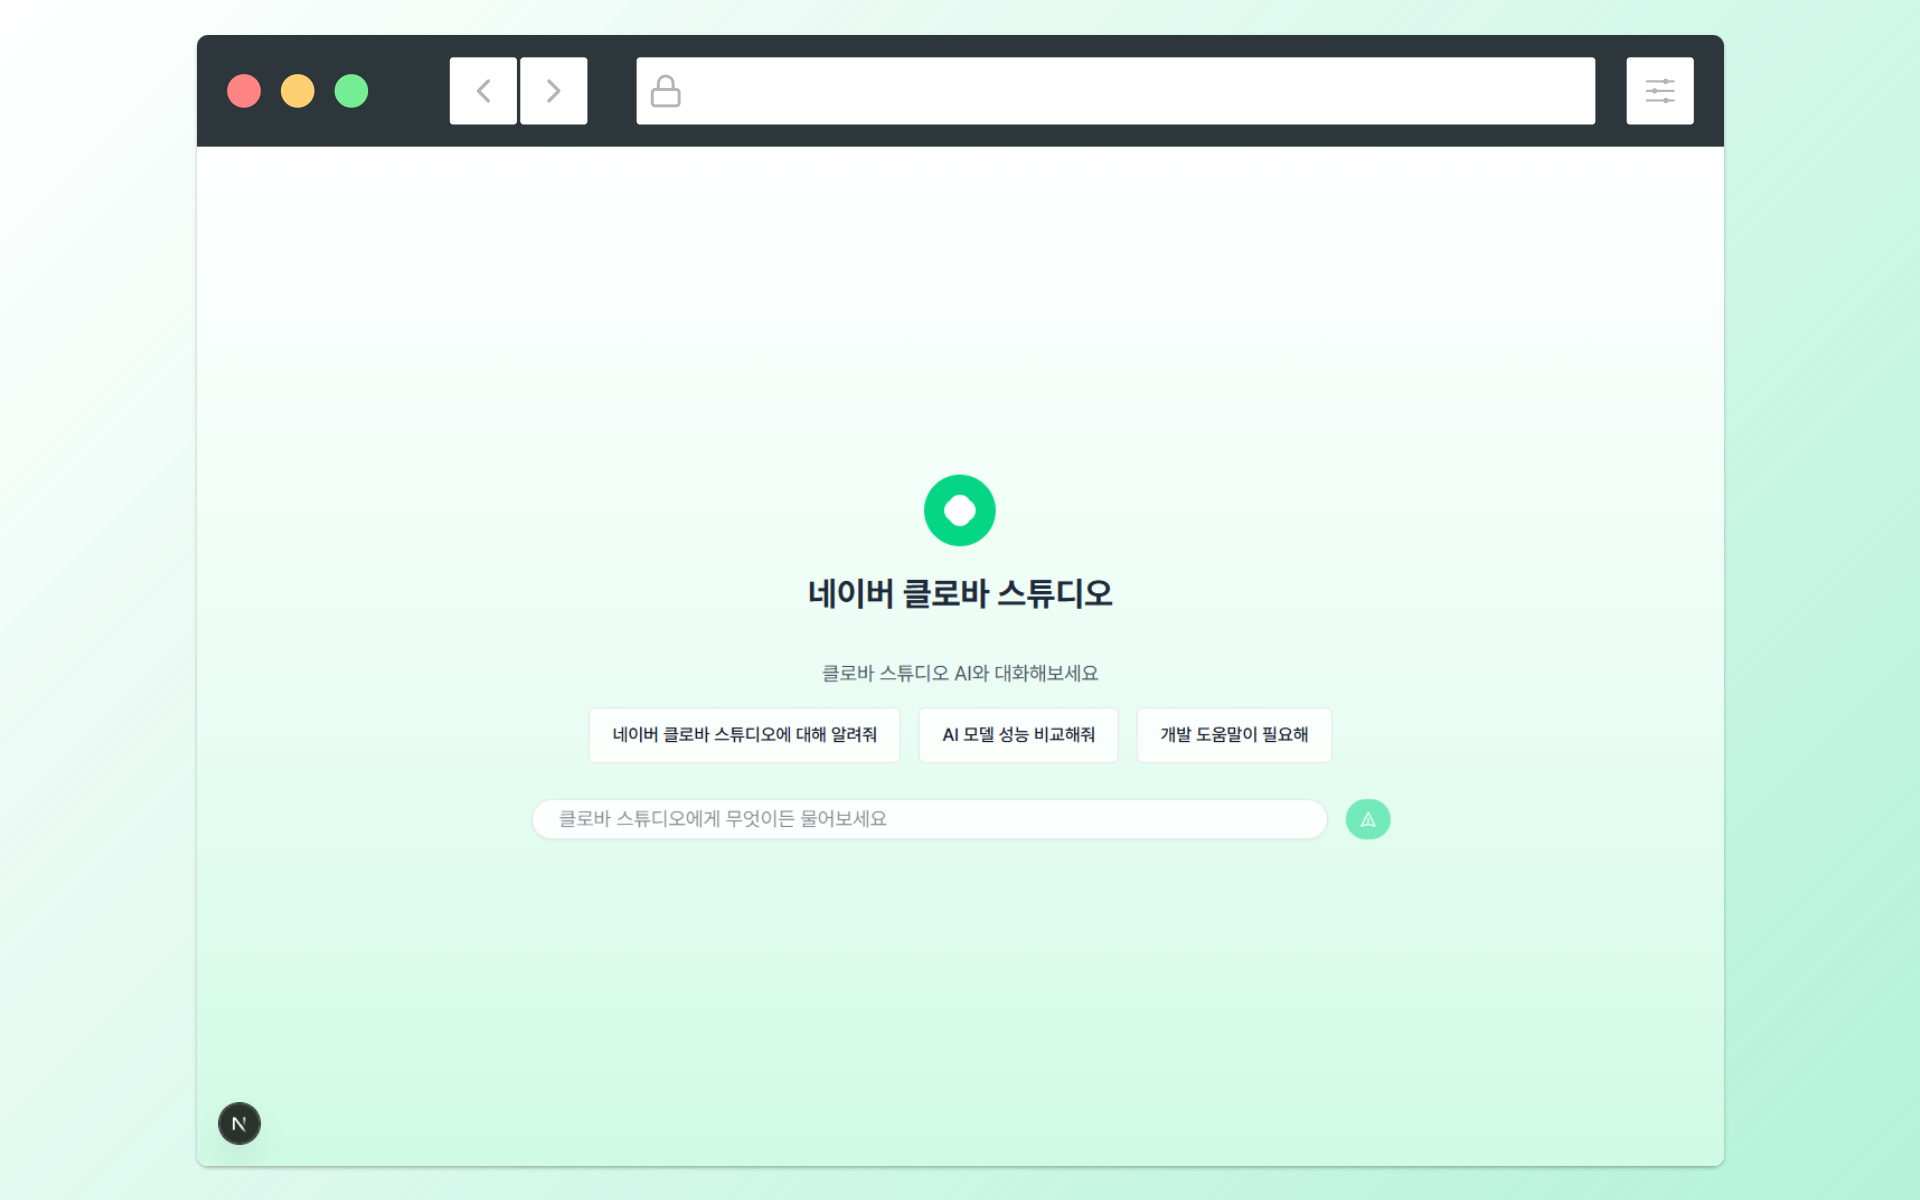 네이버 클로바 스튜디오
클로바 스튜디오 AI와 대화해보세요
네이버 클로바 스튜디오에 대해 알려줘
AI 모델 성능 비교해줘
개발 도움말이 필요해
클로바 스튜디오에게 무엇이든 물어보세요
N